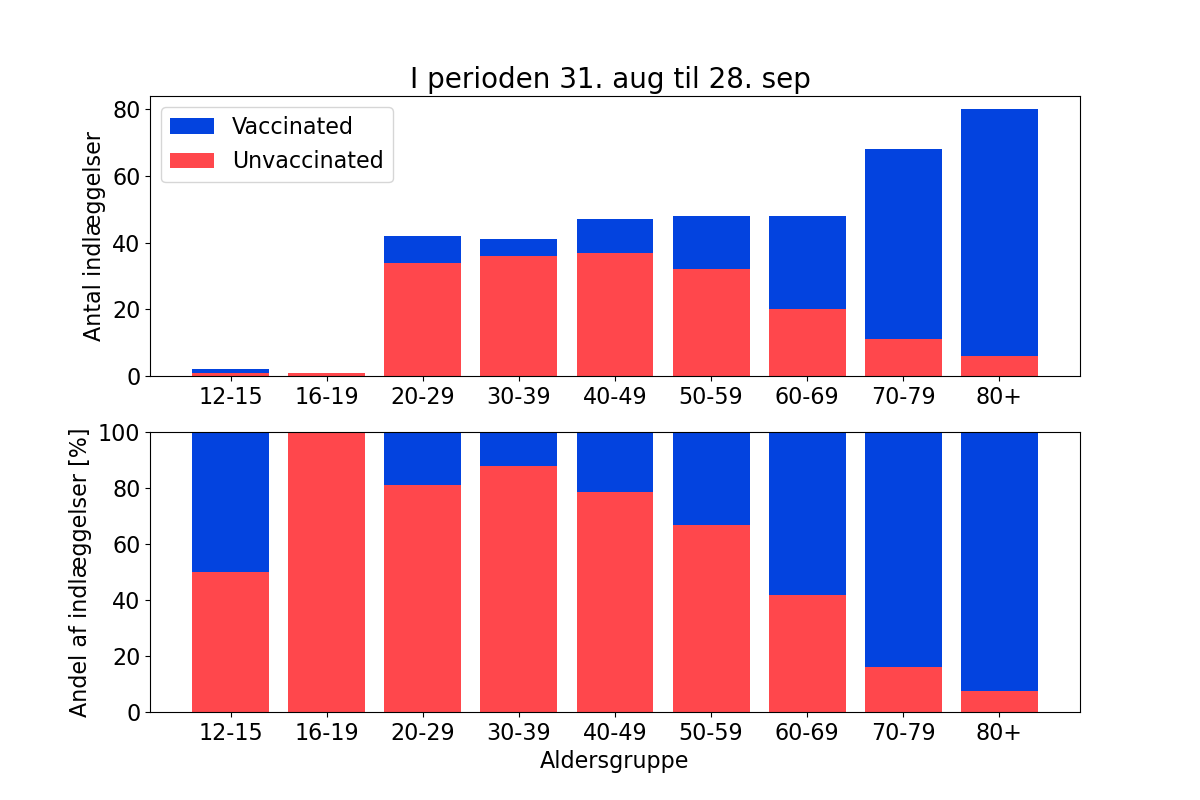 I perioden 31. aug til 28. sep
Antal indlæggelser
80
60
40
20
0
Vaccinated
Unvaccinated
12-15 16-19 20-29 30-39 40-49 50-59 60-69 70-79 80+
Andel af indlæggelser [%]
100
80
60
40
20
0
12-15 16-19 20-29 30-39 40-49 50-59 60-69 70-79 80+
Aldersgruppe